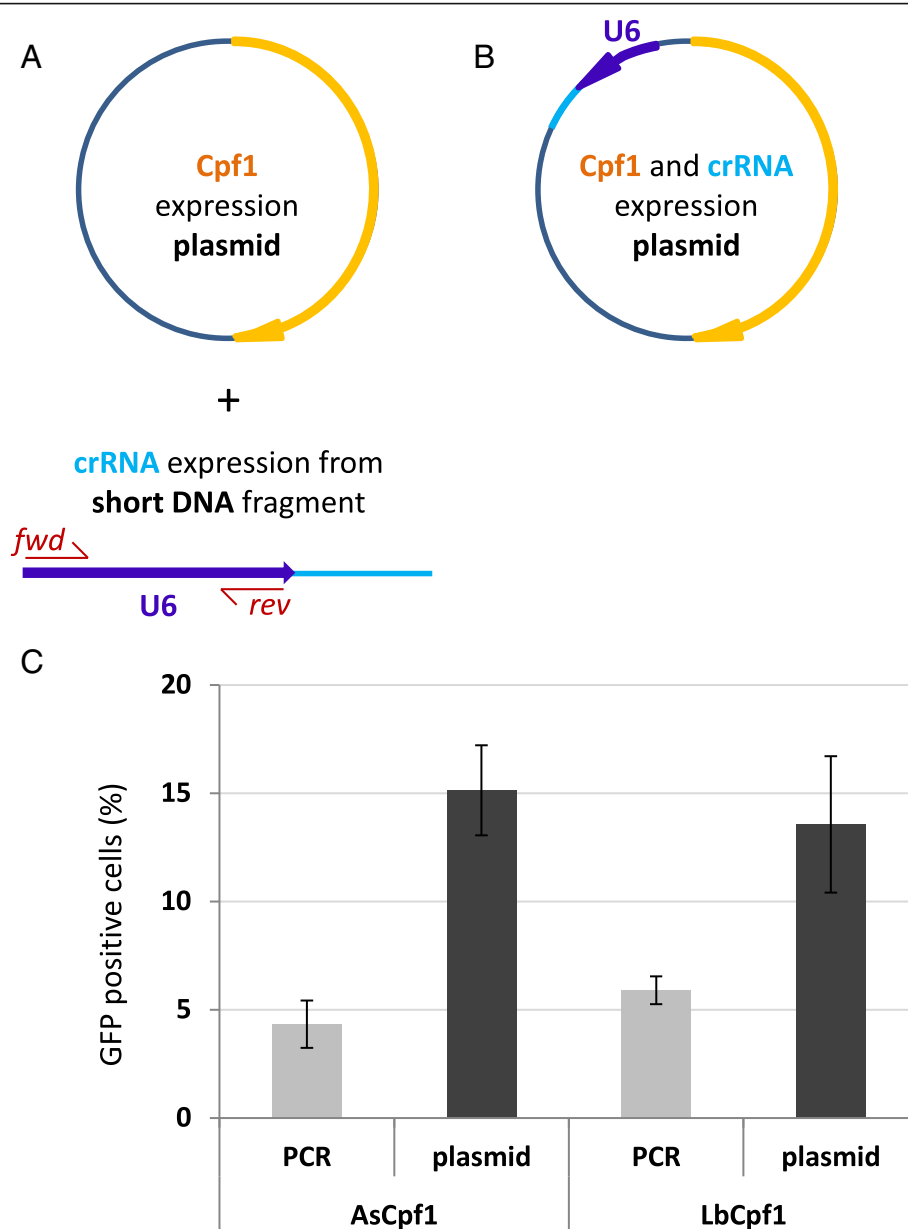 A
Cpf1
expression
plasmid
+
crRNA expression from
short DNA fragment
fwd
U6
rev
B
U6
Cpf1 and crRNA
expression
plasmid
C
GFP positive cells (%)
20
15
10
5
0
PCR
plasmid
PCR
plasmid
AsCpf1
LbCpf1